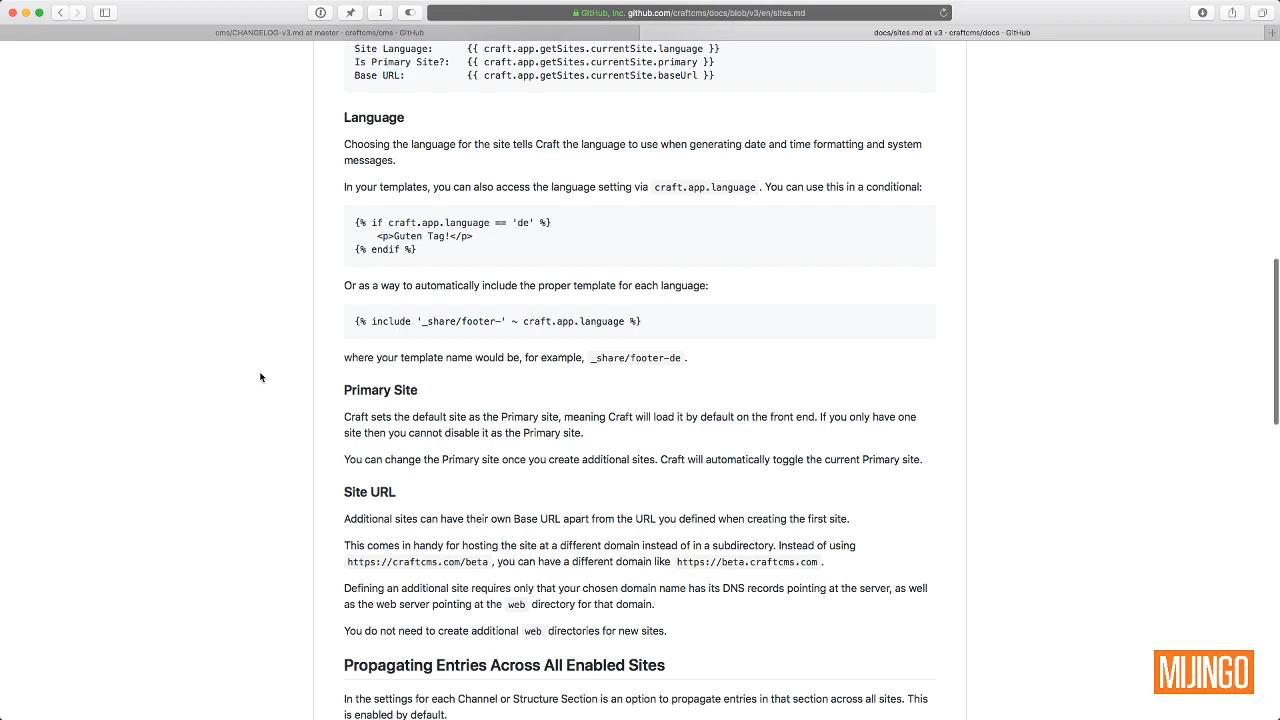 GitHub, Inc. github.com/craftcms/docs/blob/v3/en/sites.md
cms/CHANGELOG-v3.md at master · craftcms/cms · GitHub
docs/sites.md at v3 · craftcms/docs · GitHub
Site Language: {{ craft.app.getSites.currentSite.language }}
Is Primary Site?: {{ craft.app.getSites.currentSite.primary }}
Base URL: {{ craft.app.getSites.currentSite.baseUrl }}
Language
Choosing the language for the site tells Craft the language to use when generating date and time formatting and system
messages.
In your templates, you can also access the language setting via craft.app.language . You can use this in a conditional:
{% if craft.app.language == 'de' %}
<p>Guten Tag!</p>
{% endif %}
Or as a way to automatically include the proper template for each language:
{% include '_share/footer-' ~ craft.app.language %}
where your template name would be, for example, _share/footer-de .
Primary Site
Craft sets the default site as the Primary site, meaning Craft will load it by default on the front end. If you only have one
site then you cannot disable it as the Primary site.
You can change the Primary site once you create additional sites. Craft will automatically toggle the current Primary site.
Site URL
Additional sites can have their own Base URL apart from the URL you defined when creating the first site.
This comes in handy for hosting the site at a different domain instead of in a subdirectory. Instead of using
https://craftcms.com/beta , you can have a different domain like https://beta.craftcms.com .
Defining an additional site requires only that your chosen domain name has its DNS records pointing at the server, as well
as the web server pointing at the web directory for that domain.
You do not need to create additional web directories for new sites.
Propagating Entries Across All Enabled Sites
In the settings for each Channel or Structure Section is an option to propagate entries in that section across all sites. This
is enabled by default.
MIJINGO